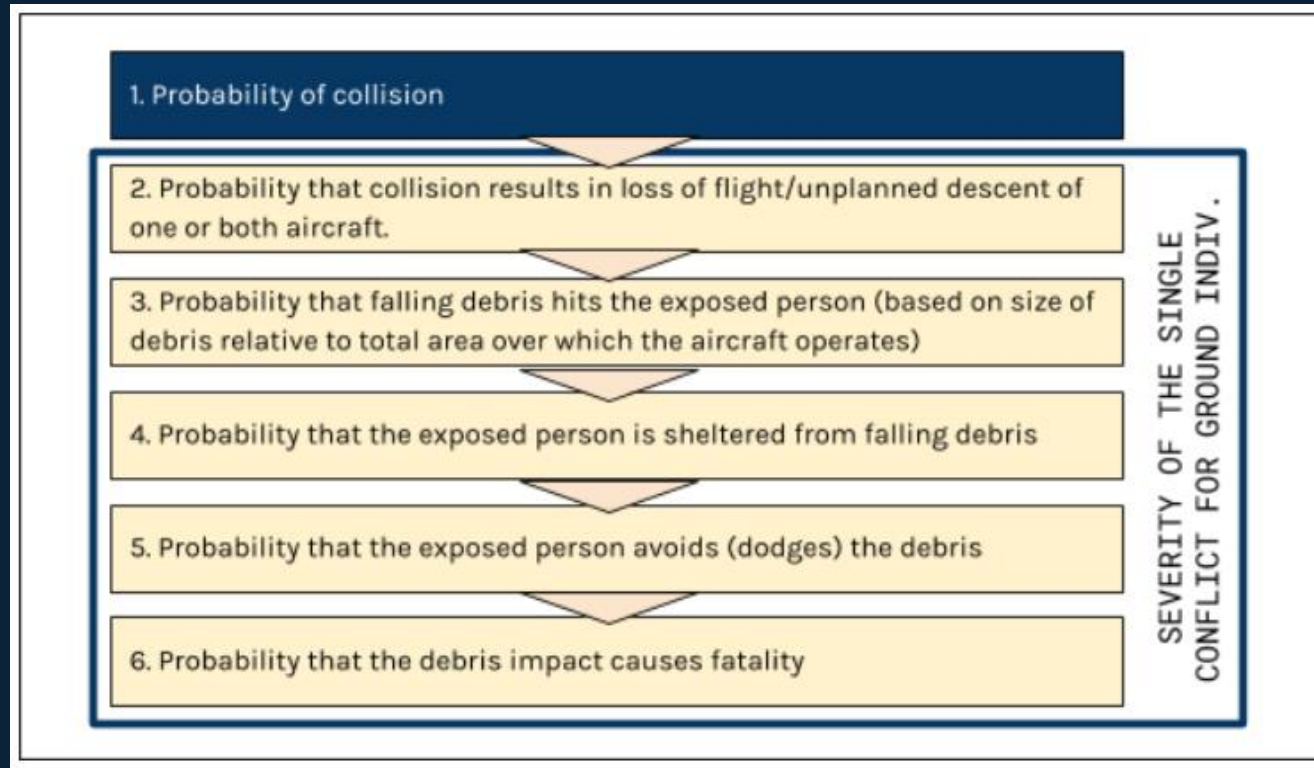 1. Probability of collision
2. Probability that collision results in loss of flight/unplanned descent of
one or both aircraft.
3. Probability that falling debris hits the exposed person (based on size of
debris relative to total area over which the aircraft operates)
4. Probability that the exposed person is sheltered from falling debris
5. Probability that the exposed person avoids (dodges) the debris
6. Probability that the debris impact causes fatality
SEVERITY OF THE SINGLE
CONFLICT FOR GROUND INDIV.